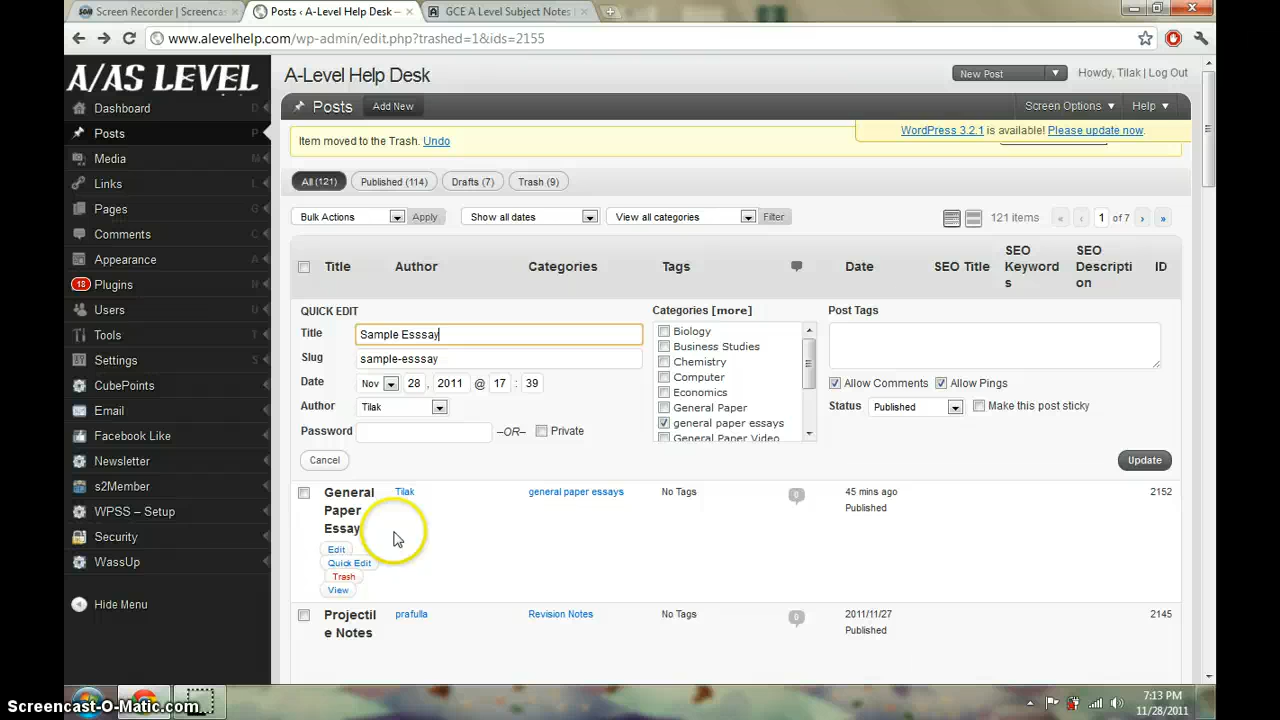 Screen Recorder | Screencas
Posts ‹ A-Level Help Desk —
GCE A Level Subject Notes |
www.alevelhelp.com/wp-admin/edit.php?trashed=1&ids=2155
A/AS LEVEL
A-Level Help Desk
New Post
Howdy, Tilak | Log Out
Dashboard
Posts
Media
Links
Pages
Comments
Appearance
18 Plugins
Users
Tools
Settings
CubePoints
Email
Facebook Like
Newsletter
s2Member
WPSS – Setup
Security
WassUp
Hide Menu
Posts
Add New
Screen Options
Help
Item moved to the Trash. Undo
WordPress 3.2.1 is available! Please update now.
All (121)
Published (114)
Drafts (7)
Trash (9)
Bulk Actions
Apply
Show all dates
View all categories
Filter
121 items « ‹ 1 of 7 › »
Title
Author
Categories
Tags
Date
SEO Title
SEO
Keyword
s
SEO
Descripti
on
ID
QUICK EDIT
Title Sample Esssay
Slug sample-esssay
Date Nov 28 , 2011 @ 17 : 39
Author Tilak
Password –OR– Private
Categories [more]
Biology
Business Studies
Chemistry
Computer
Economics
General Paper
general paper essays
General Paper Video
Post Tags
Allow Comments Allow Pings
Status Published Make this post sticky
Cancel
Update
General
Paper
Essay
Edit
Quick Edit
Trash
View
Tilak
general paper essays
No Tags
0
45 mins ago
Published
2152
Projectil
e Notes
prafulla
Revision Notes
No Tags
0
2011/11/27
Published
2145
Screencast-O-Matic.com
7:13 PM
11/28/2011